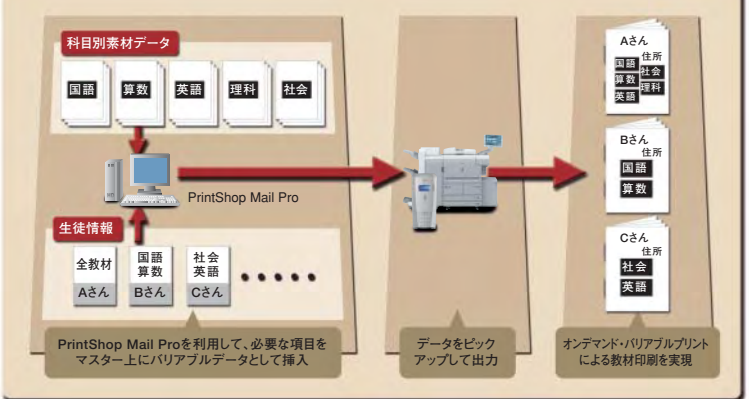 科目別素材データ
国語
算数
英語
理科
社会
PrintShop Mail Pro
生徒情報
全教材
Aさん
国語
算数
Bさん
社会
英語
Cさん
PrintShop Mail Proを利用して、必要な項目を
マスター上にバリアブルデータとして挿入
データをピック
アップして出力
Aさん
住所
国語
社会
算数
理科
英語
Bさん
住所
国語
算数
Cさん
住所
社会
英語
オンデマンド・バリアブルプリント
による教材印刷を実現